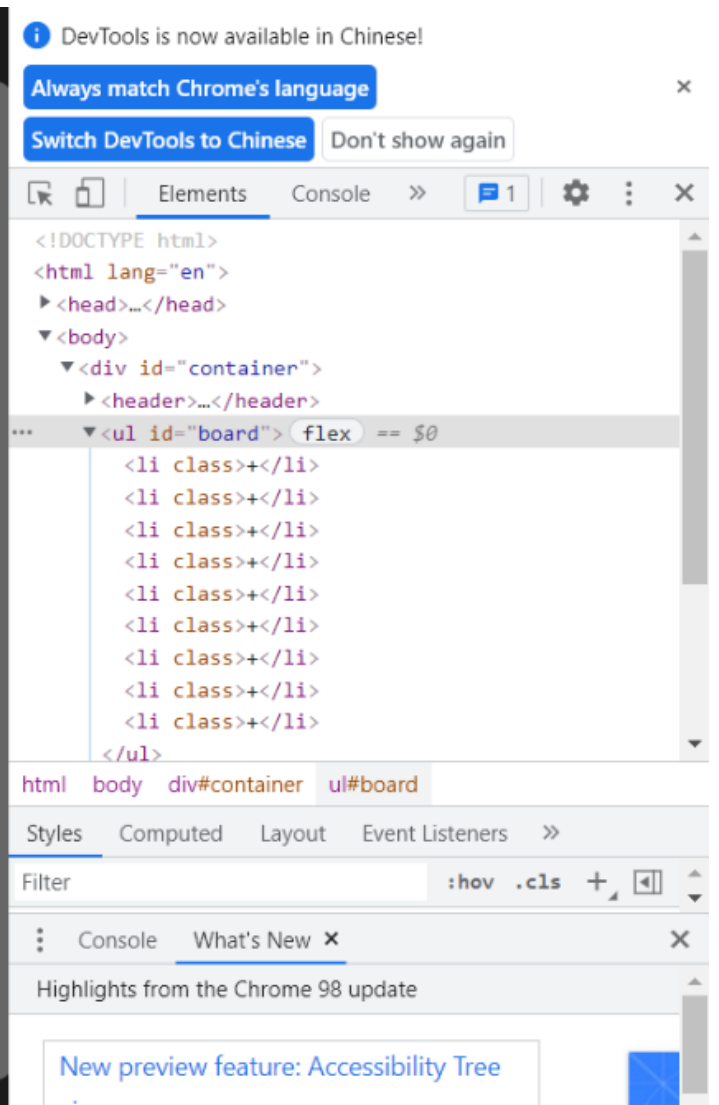 DevTools is now available in Chinese!
Always match Chrome's language
Switch DevTools to Chinese Don't show again
Elements Console » 1
<!DOCTYPE html>
<html lang="en">
<head>…</head>
<body>
<div id="container">
<header>…</header>
… <ul id="board"> flex == $0
<li class>+</li>
<li class>+</li>
<li class>+</li>
<li class>+</li>
<li class>+</li>
<li class>+</li>
<li class>+</li>
<li class>+</li>
<li class>+</li>
</ul>
html body div#container ul#board
Styles Computed Layout Event Listeners »
Filter :hov .cls +
Console What's New ×
Highlights from the Chrome 98 update
New preview feature: Accessibility Tree